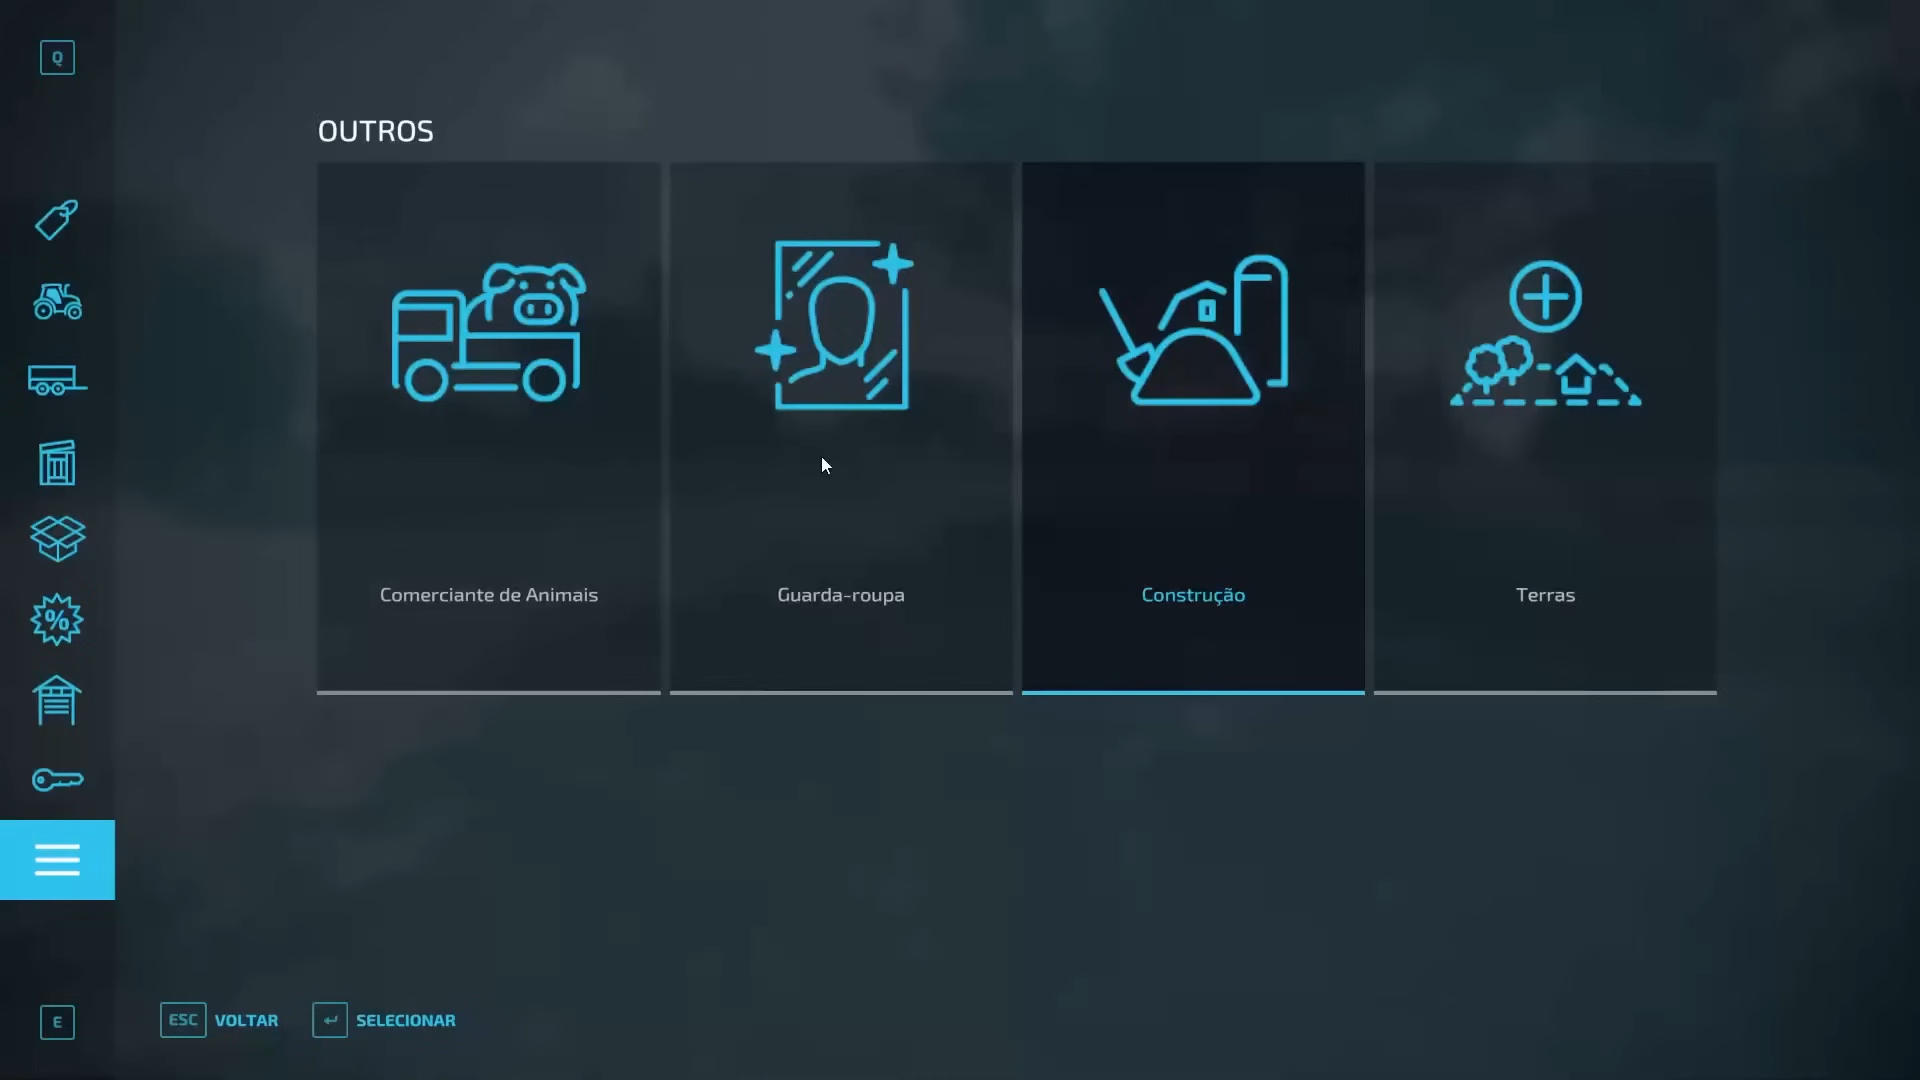 Q
OUTROS
Comerciante de Animais
Guarda-roupa
Construção
Terras
%
E
ESC VOLTAR
SELECIONAR